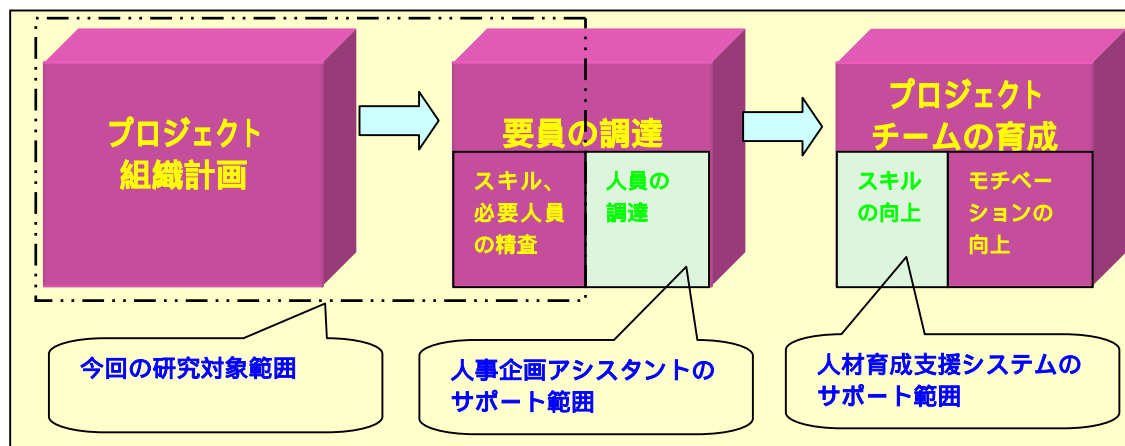 プロジェクト
組織計画
要員の調達
スキル、
必要人員
の精査
人員の
調達
プロジェクト
チームの育成
スキル
の向上
モチベー
ションの
向上
今回の研究対象範囲
人事企画アシスタントの
サポート範囲
人材育成支援システムの
サポート範囲